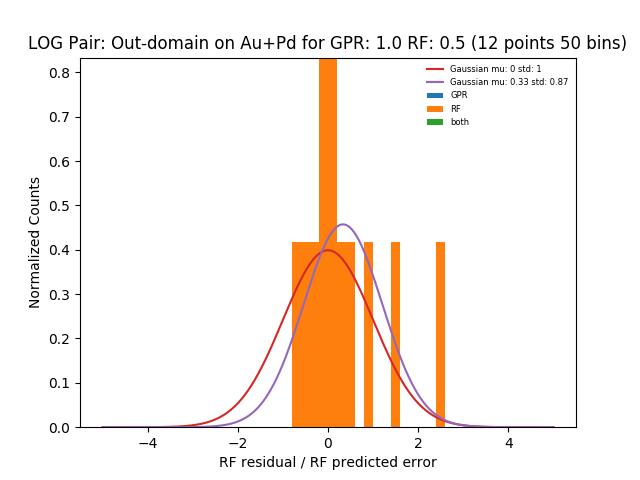 LOG Pair: Out-domain on Au+Pd for GPR: 1.0 RF: 0.5 (12 points 50 bins)
Gaussian mu: 0 std: 1
Gaussian mu: 0.33 std: 0.87
GPR
RF
both
Normalized Counts
0.8
0.7
0.6
0.5
0.4
0.3
0.2
0.1
0.0
−4 −2 0 2 4
RF residual / RF predicted error